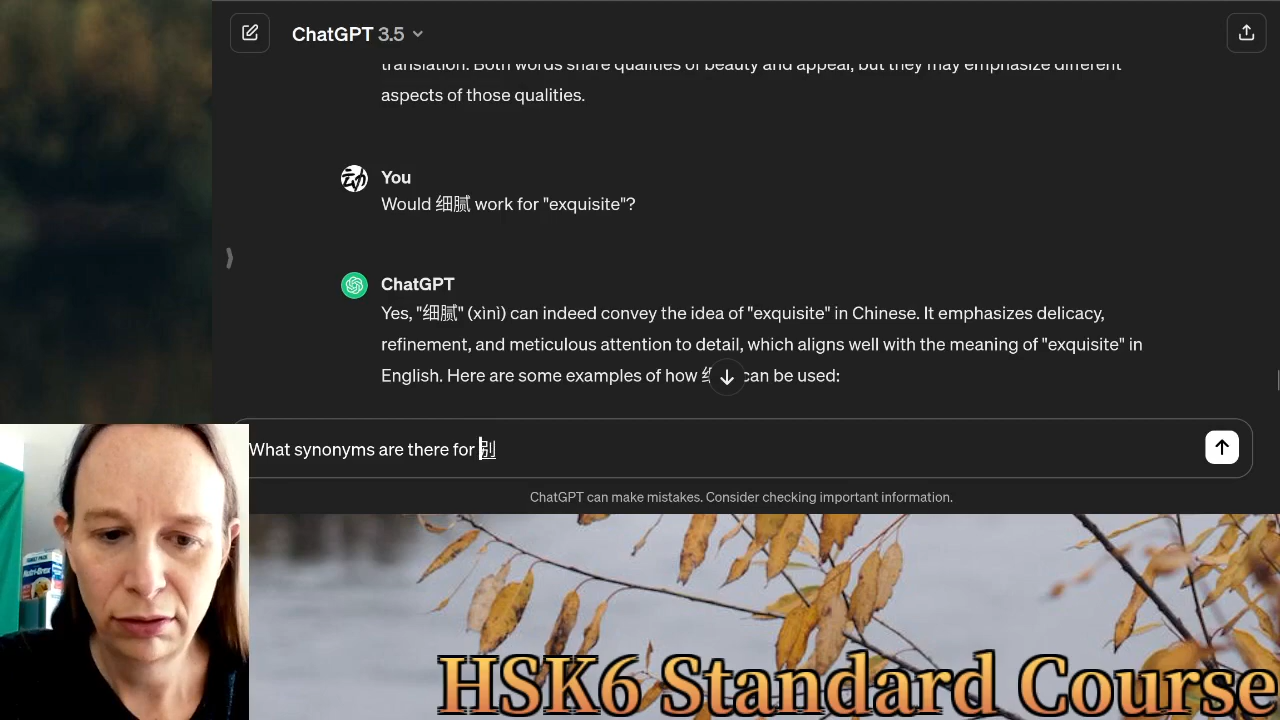 ChatGPT 3.5
translation. Both words share qualities of beauty and appeal, but they may emphasize different
aspects of those qualities.
You
Would 细腻 work for "exquisite"?
ChatGPT
Yes, "细腻" (xìnì) can indeed convey the idea of "exquisite" in Chinese. It emphasizes delicacy,
refinement, and meticulous attention to detail, which aligns well with the meaning of "exquisite" in
English. Here are some examples of how can be used:
What synonyms are there for 别
ChatGPT can make mistakes. Consider checking important information.
HSK6 Standard Course